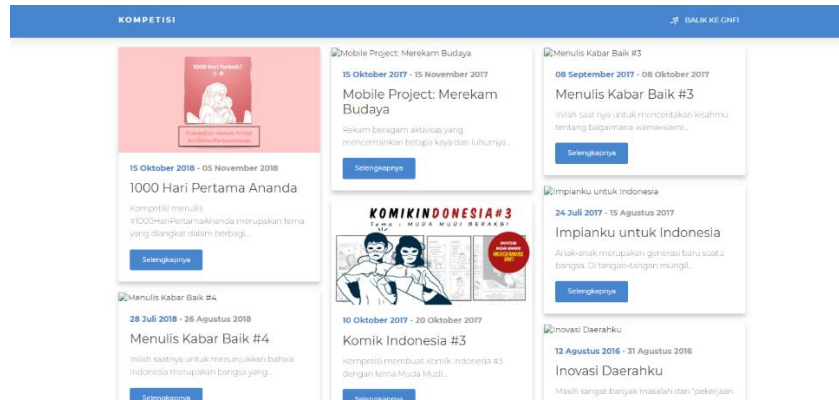 KOMPETISI
BALIK KE GNFI
1000 Hari Terbaik?
Kompetisi Menulis Artikel
#1000HariPertamaAnanda
15 Oktober 2018 - 05 November 2018
1000 Hari Pertama Ananda
Kompetisi menulis
#1000HariPertamaAnanda merupakan tema
yang diangkat dalam berbagi...
Selengkapnya
Menulis Kabar Baik #4
28 Juli 2018 - 26 Agustus 2018
Menulis Kabar Baik #4
Inilah saatnya untuk menunjukkan bahwa
Indonesia merupakan bangsa yang...
Selengkapnya
Mobile Project: Merekam Budaya
15 Oktober 2017 - 15 November 2017
Mobile Project: Merekam
Budaya
Rekam beragam aktivitas yang
mencerminkan betapa kaya dan luhurnya...
Selengkapnya
KOMIKINDONESIA#3
Tema : MUDA MUDI BERAKSI
MERCHANDISE
GNFI
10 Oktober 2017 - 20 Oktober 2017
Komik Indonesia #3
Kompetisi membuat Komik Indonesia #3
dengan tema Muda Mudi...
Selengkapnya
Menulis Kabar Baik #3
08 September 2017 - 08 Oktober 2017
Menulis Kabar Baik #3
Inilah saat nya untuk menceritakan kisahmu
tentang bagaimana warna-warni...
Selengkapnya
Impianku untuk Indonesia
24 Juli 2017 - 15 Agustus 2017
Impianku untuk Indonesia
Anak-anak merupakan generasi baru suatu
bangsa. Di tangan-tangan mungil...
Selengkapnya
Inovasi Daerahku
12 Agustus 2016 - 31 Agustus 2016
Inovasi Daerahku
Masih sangat banyak masalah dan "pekerjaan